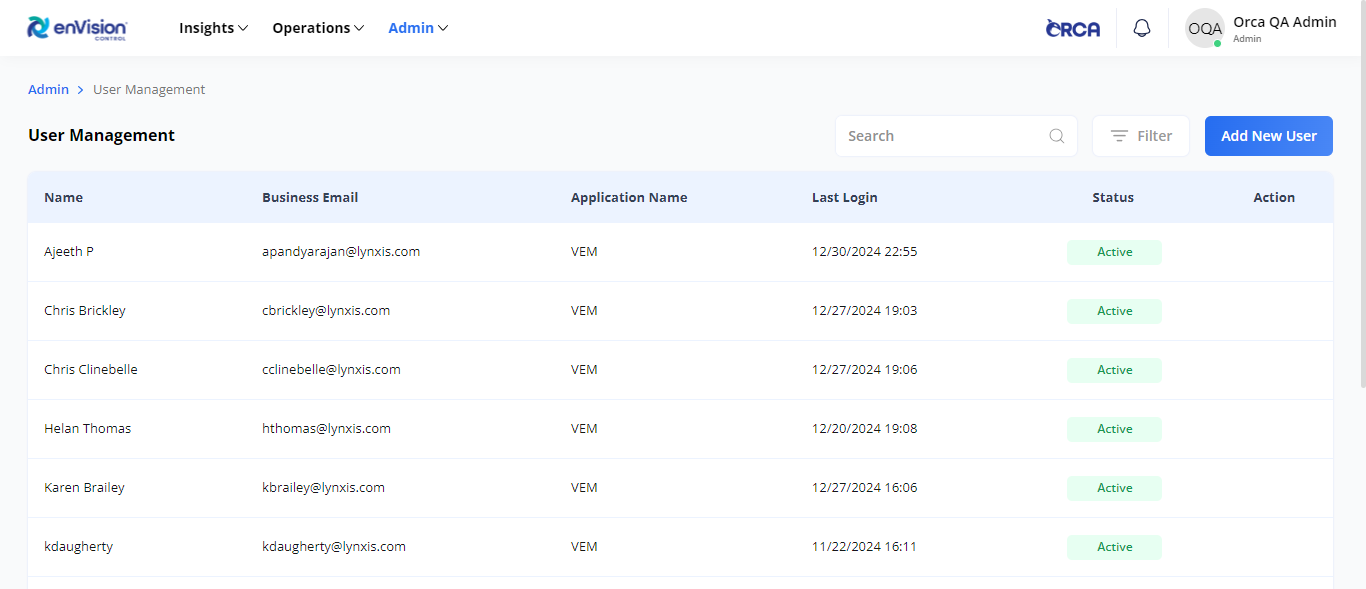 enVision CONTROL Insights Operations Admin ORCA OQA Orca QA Admin
Admin
Admin > User Management
User Management Search Filter Add New User
Name Business Email Application Name Last Login Status Action
Ajeeth P apandyarajan@lynxis.com VEM 12/30/2024 22:55 Active
Chris Brickley cbrickley@lynxis.com VEM 12/27/2024 19:03 Active
Chris Clinebelle cclinebelle@lynxis.com VEM 12/27/2024 19:06 Active
Helan Thomas hthomas@lynxis.com VEM 12/20/2024 19:08 Active
Karen Brailey kbrailey@lynxis.com VEM 12/27/2024 16:06 Active
kdaugherty kdaugherty@lynxis.com VEM 11/22/2024 16:11 Active